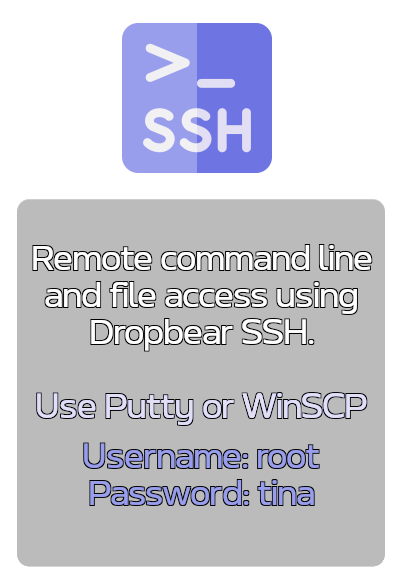 >_
SSH
Remote command line
and file access using
Dropbear SSH.
Use Putty or WinSCP
Username: root
Password: tina